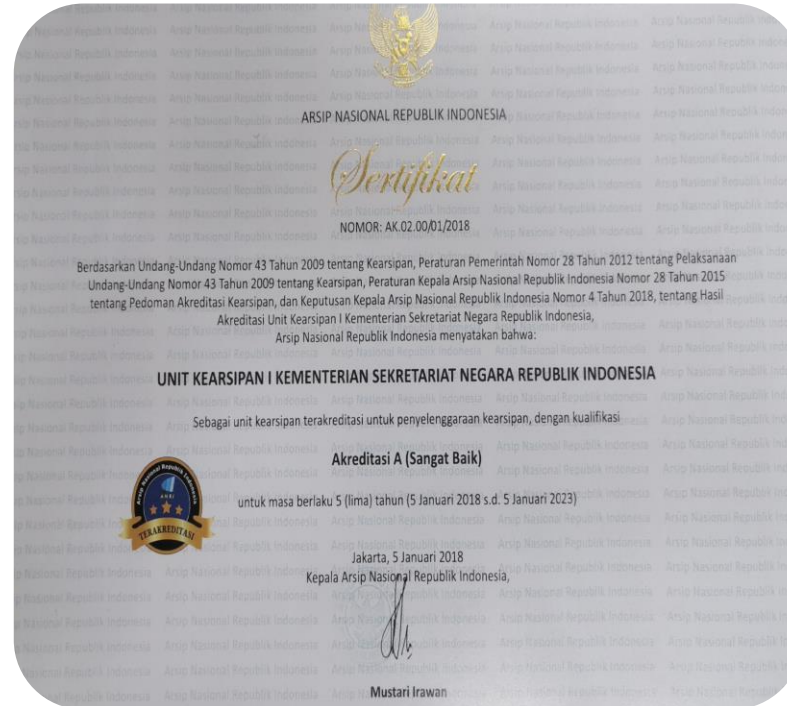 ARSIP NASIONAL REPUBLIK INDONESIA
Sertifikat
NOMOR: AK.02.00/01/2018
Berdasarkan Undang-Undang Nomor 43 Tahun 2009 tentang Kearsipan, Peraturan Pemerintah Nomor 28 Tahun 2012 tentang Pelaksanaan
Undang-Undang Nomor 43 Tahun 2009 tentang Kearsipan, Peraturan Kepala Arsip Nasional Republik Indonesia Nomor 28 Tahun 2015
tentang Pedoman Akreditasi Kearsipan, dan Keputusan Kepala Arsip Nasional Republik Indonesia Nomor 4 Tahun 2018, tentang Hasil
Akreditasi Unit Kearsipan I Kementerian Sekretariat Negara Republik Indonesia,
Arsip Nasional Republik Indonesia menyatakan bahwa:
UNIT KEARSIPAN I KEMENTERIAN SEKRETARIAT NEGARA REPUBLIK INDONESIA
Sebagai unit kearsipan terakreditasi untuk penyelenggaraan kearsipan, dengan kualifikasi
Akreditasi A (Sangat Baik)
Arsip Nasional Republik Indonesia
ANRI
TERAKREDITASI
untuk masa berlaku 5 (lima) tahun (5 Januari 2018 s.d. 5 Januari 2023)
Jakarta, 5 Januari 2018
Kepala Arsip Nasional Republik Indonesia,
Mustari Irawan